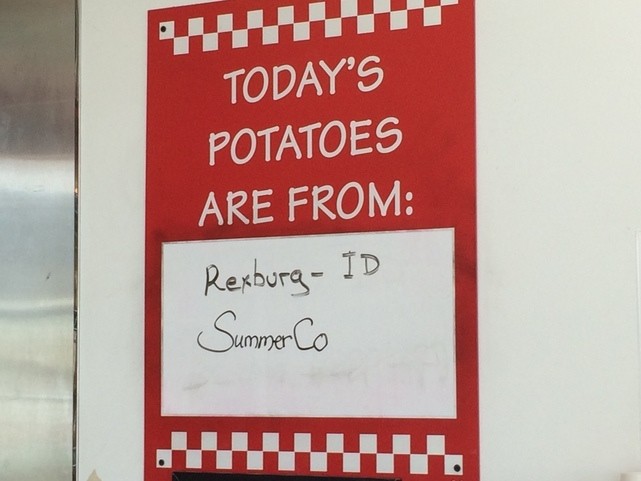 TODAY'S
POTATOES
ARE FROM:
Rexburg - ID
SummerCo